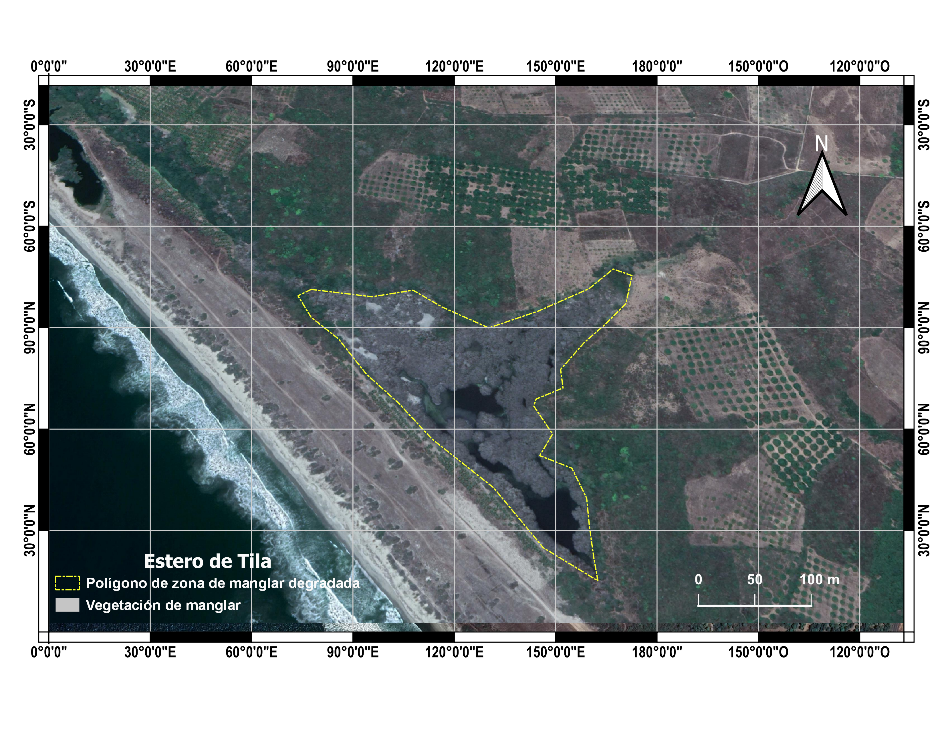 0°0'0" 30°0'0"E 60°0'0"E 90°0'0"E 120°0'0"E 150°0'0"E 180°0'0"E 150°0'0"O 120°0'0"O
30°0'0"S 60°0'0"S 90°0'0"N 60°0'0"N 30°0'0"N
N
30°0'0"S 60°0'0"S 90°0'0"N 60°0'0"N 30°0'0"N
Estero de Tila
Polígono de zona de manglar degradada
Vegetación de manglar
0 50 100 m
0°0'0" 30°0'0"E 60°0'0"E 90°0'0"E 120°0'0"E 150°0'0"E 180°0'0"E 150°0'0"O 120°0'0"O